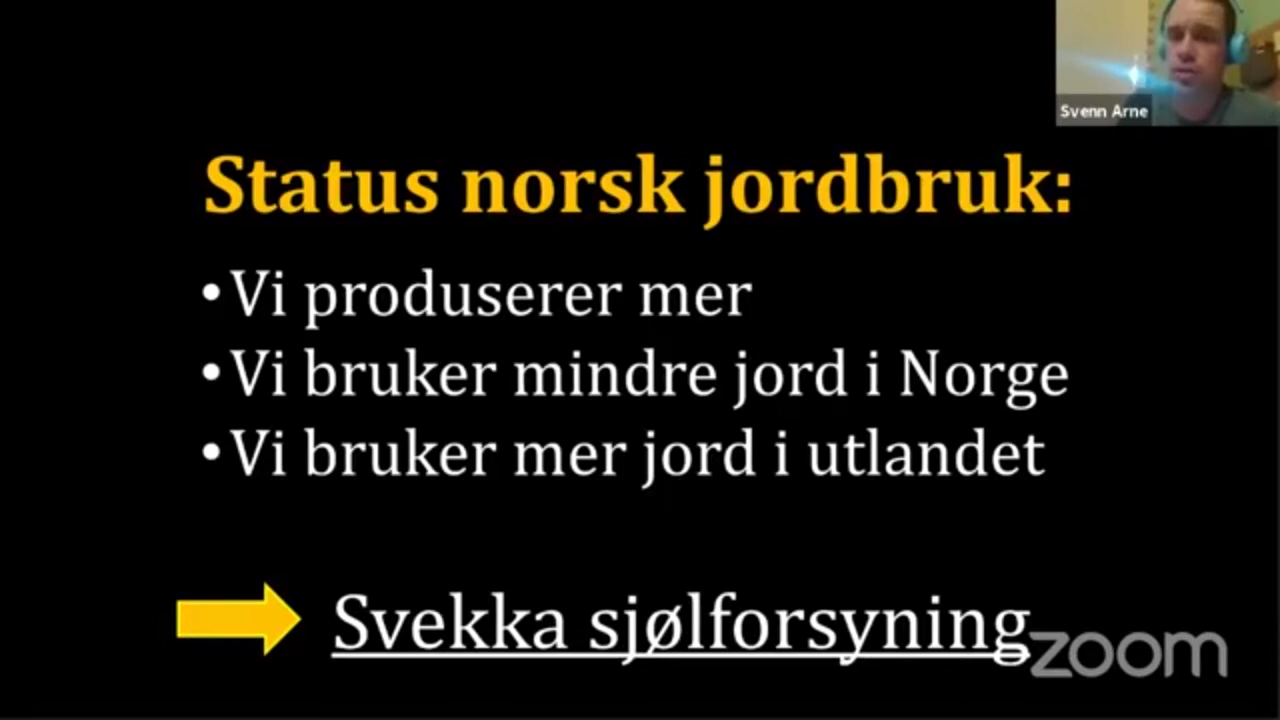 Svenn Arne
Status norsk jordbruk:
•Vi produserer mer
•Vi bruker mindre jord i Norge
•Vi bruker mer jord i utlandet
Svekka sjølforsyning
zoom